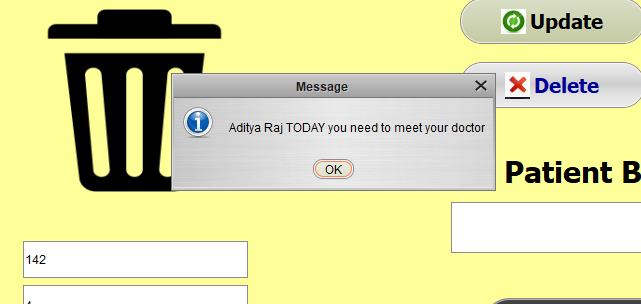 Update
Message
Delete
Aditya Raj TODAY you need to meet your doctor
OK
Patient B
142